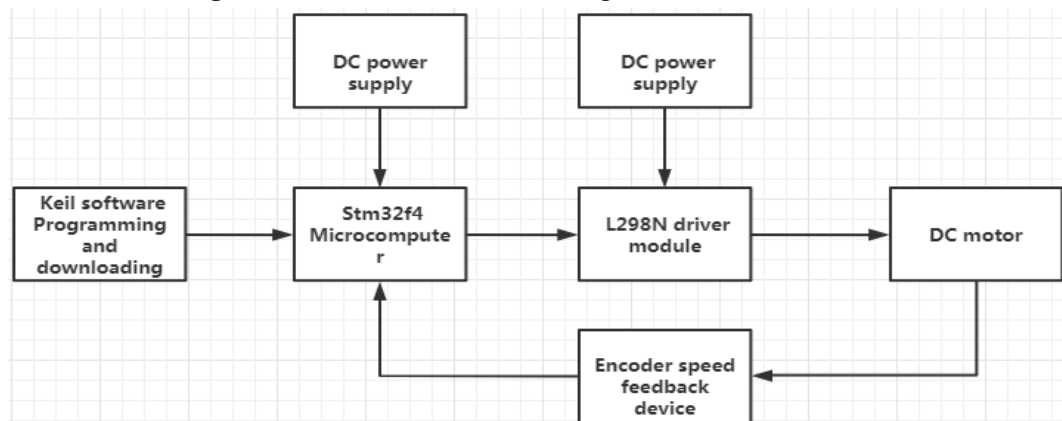 DC power
supply
DC power
supply
Keil software
Programming
and
downloading
Stm32f4
Microcompute
r
L298N driver
module
DC motor
Encoder speed
feedback
device